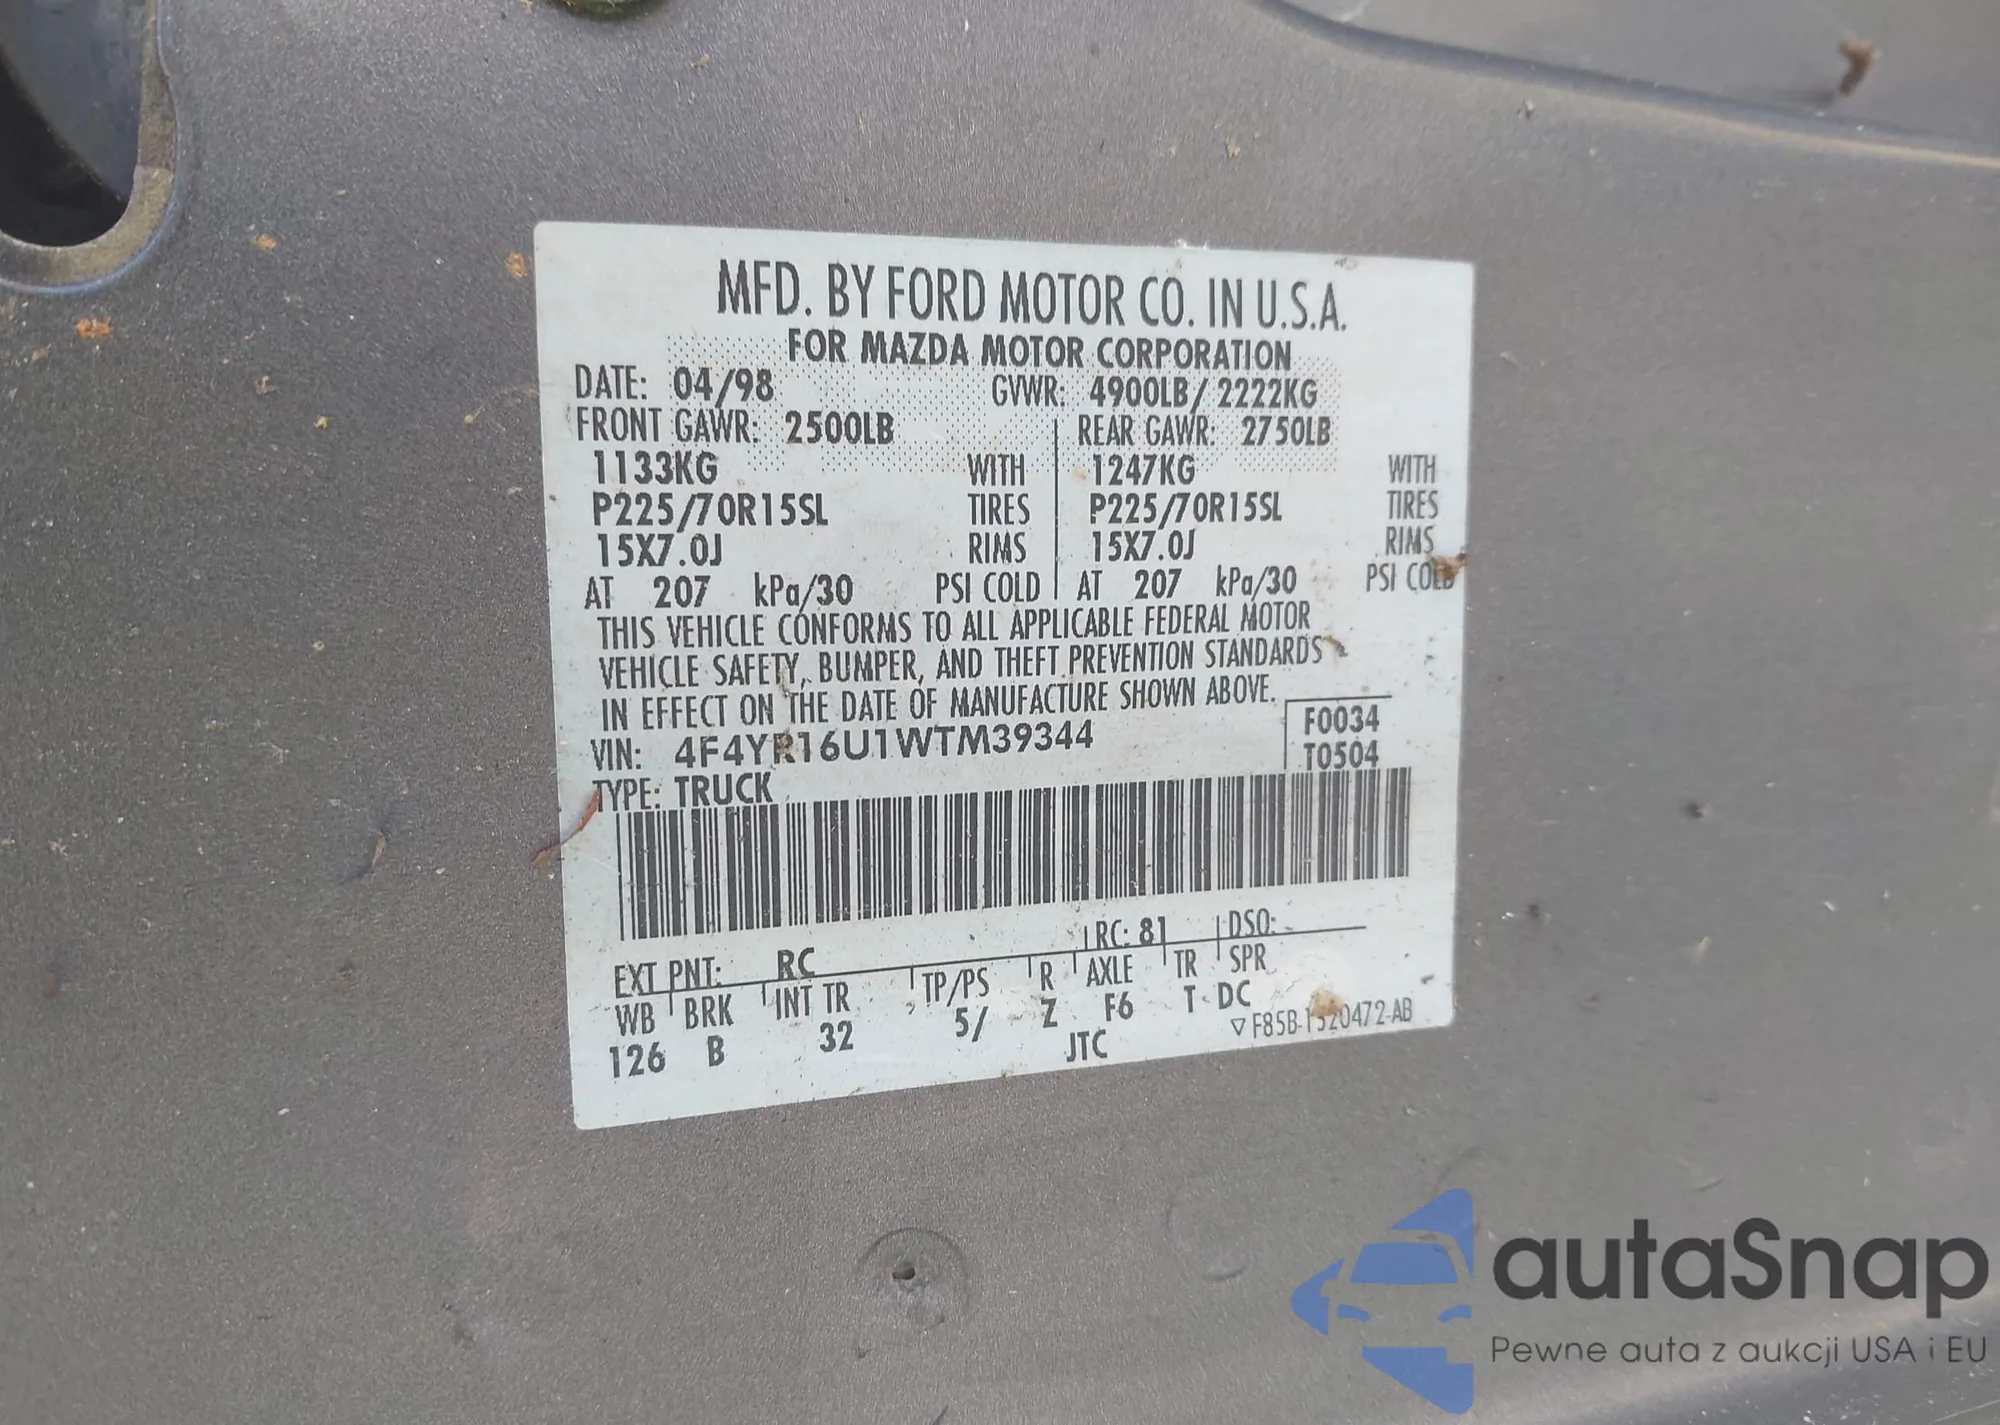 MFD. BY FORD MOTOR CO. IN U.S.A.
FOR MAZDA MOTOR CORPORATION
DATE: 04/98 GVWR: 4900LB/ 2222KG
FRONT GAWR: 2500LB REAR GAWR: 2750LB
1133KG WITH 1247KG WITH
P225/70R15SL TIRES P225/70R15SL TIRES
15X7.0J RIMS 15X7.0J RIMS
AT 207 kPa/30 PSI COLD AT 207 kPa/30 PSI COLD
THIS VEHICLE CONFORMS TO ALL APPLICABLE FEDERAL MOTOR
VEHICLE SAFETY, BUMPER, AND THEFT PREVENTION STANDARDS
IN EFFECT ON THE DATE OF MANUFACTURE SHOWN ABOVE.
VIN: 4F4YR16U1WTM39344 F0034
TYPE: TRUCK T0504
EXT PNT: RC RC: 81 DSO:
WB BRK INT TR TP/PS R AXLE TR SPR
126 B 32 5/ Z F6 T DC
JTC ▽F85B-1520472-AB
autaSnap
Pewne auta z aukcji USA i EU